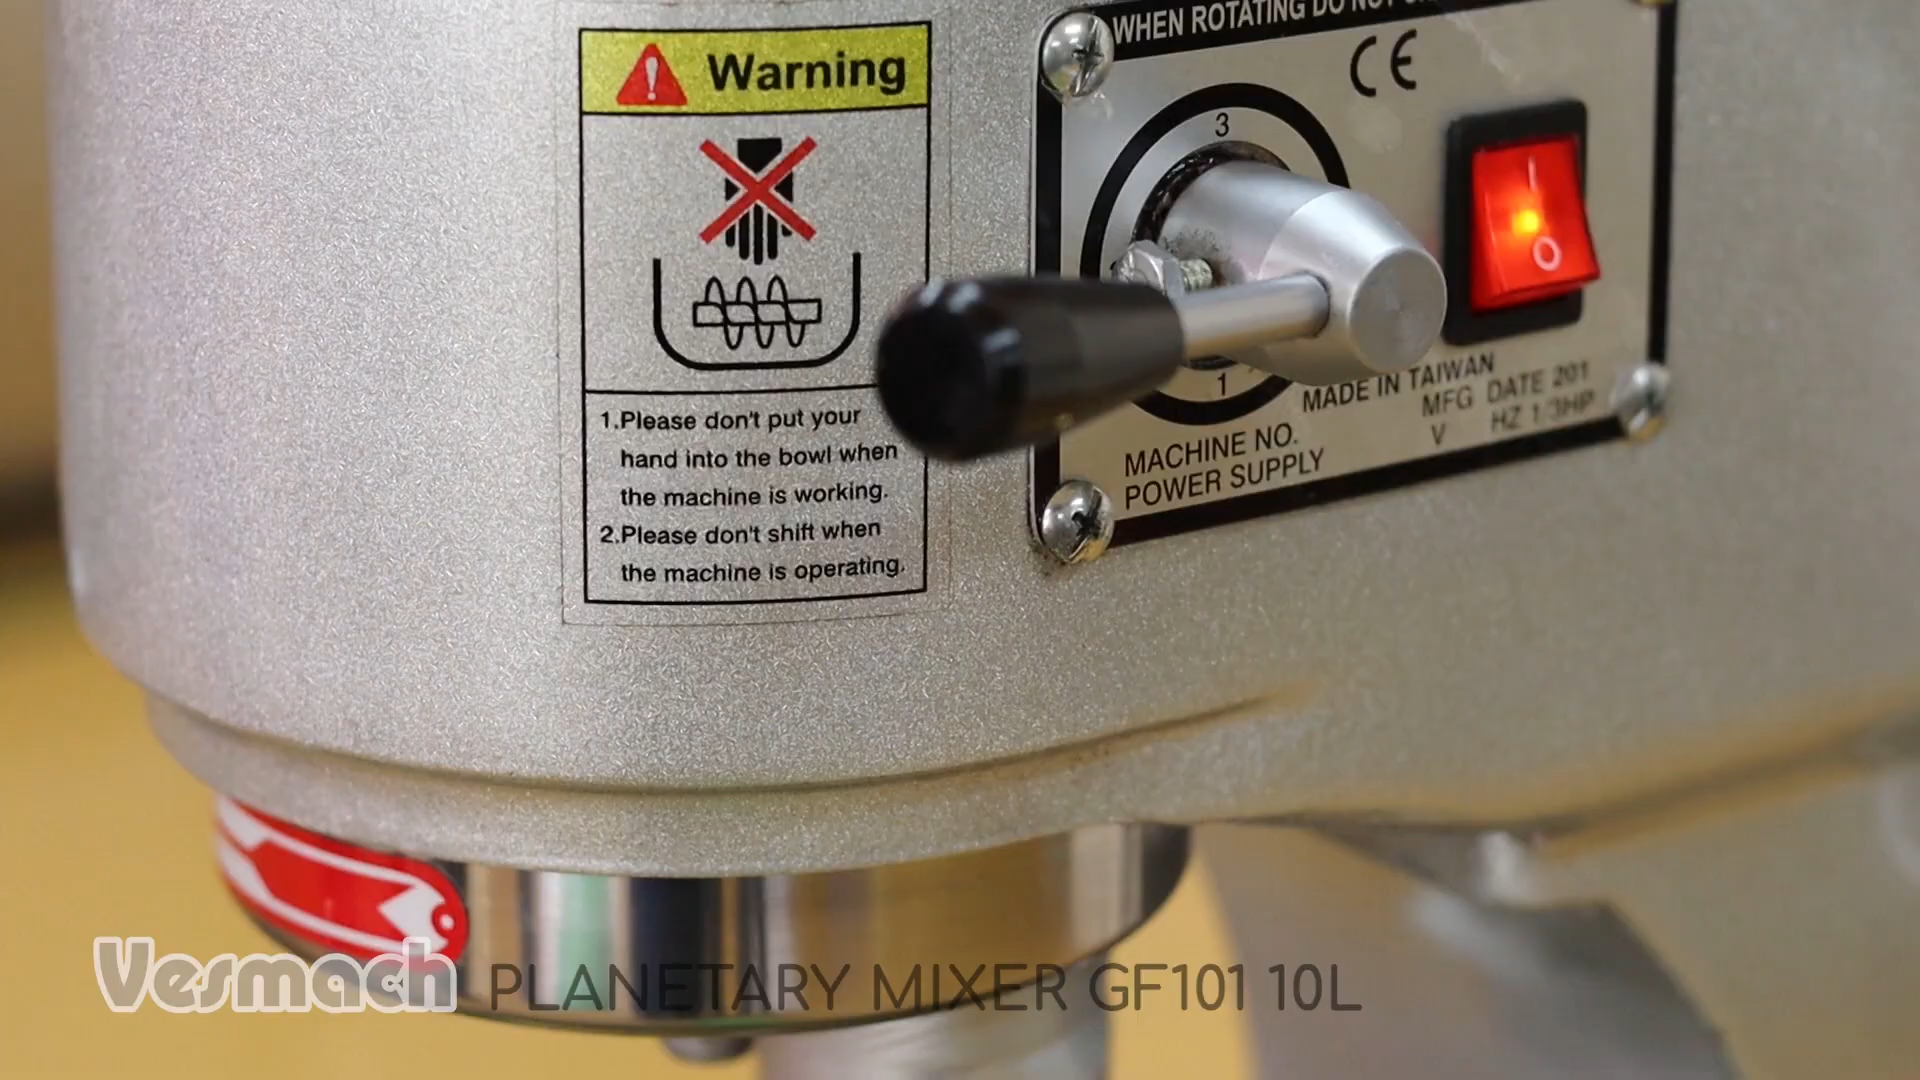 Warning
1.Please don't put your
hand into the bowl when
the machine is working.
2.Please don't shift when
the machine is operating.
WHEN ROTATING DO NOT
CE
3
1
MADE IN TAIWAN
MFG DATE 201
MACHINE NO.
V HZ 1/3HP
POWER SUPPLY
Vesmach PLANETARY MIXER GF101 10L